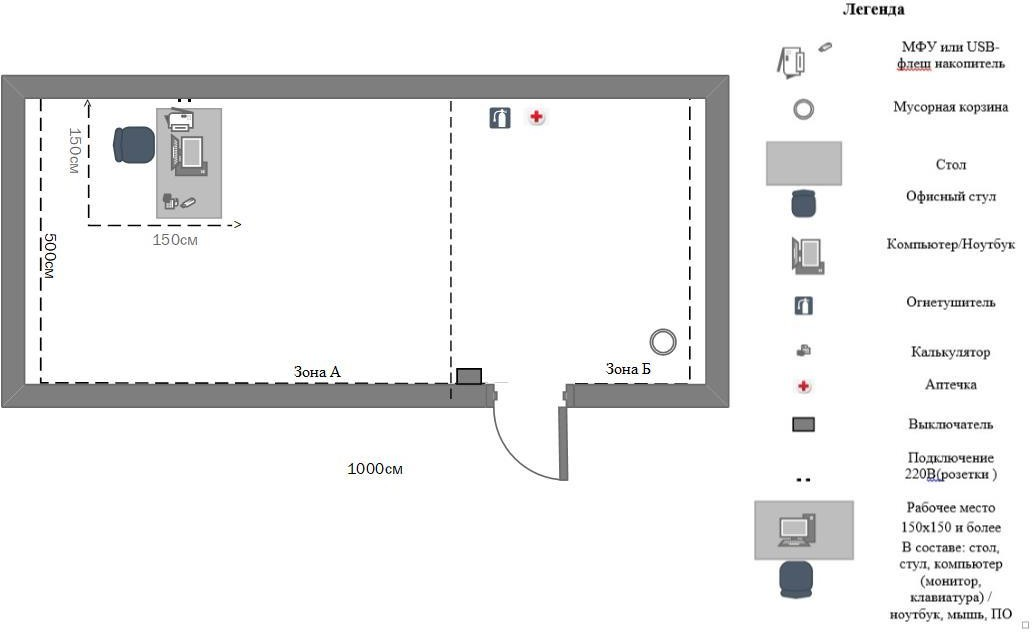 Легенда
МФУ или USB-
флеш накопитель
Мусорная корзина
Стол
Офисный стул
Компьютер/Ноутбук
Огнетушитель
Калькулятор
Аптечка
Выключатель
Подключение
220В(розетки )
Рабочее место
150х150 и более
В составе: стол,
стул, компьютер
(монитор,
клавиатура) /
ноутбук, мышь, ПО
150см
150см
500см
Зона А
Зона Б
1000см